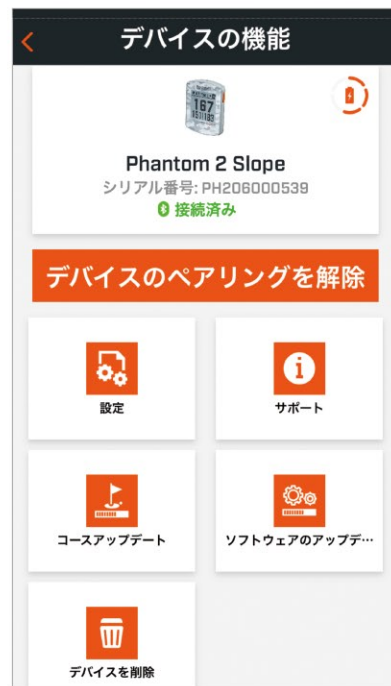 デバイスの機能
167
Phantom 2 Slope
シリアル番号: PH206000539
接続済み
デバイスのペアリングを解除
設定
サポート
コースアップデート
ソフトウェアのアップデ…
デバイスを削除